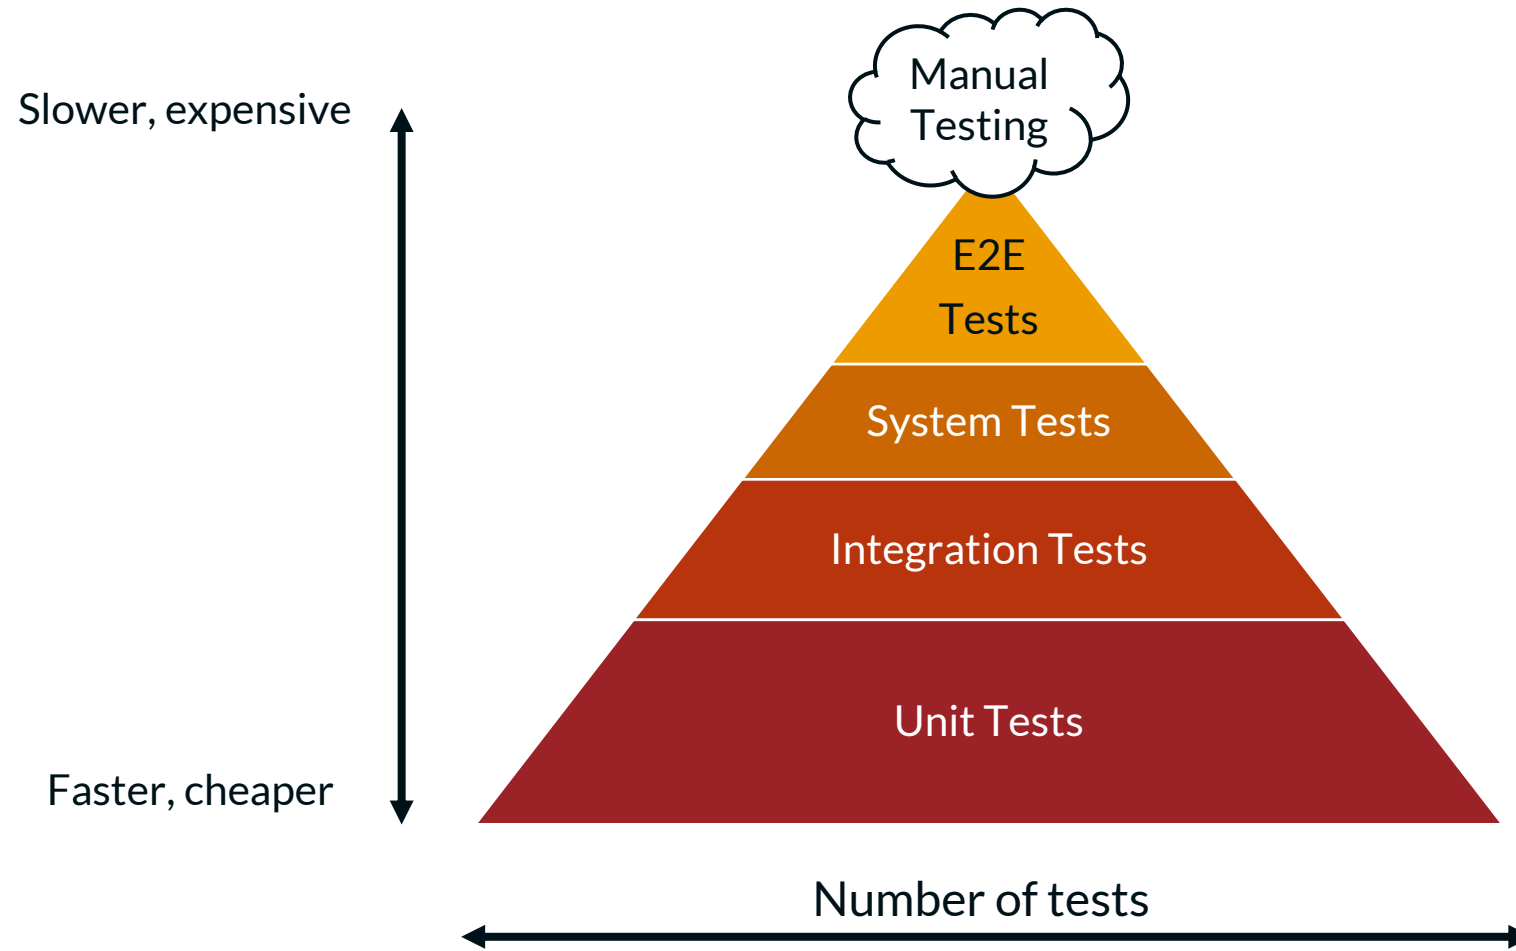 Manual
Testing
Slower, expensive
E2E
Tests
System Tests
Integration Tests
Unit Tests
Faster, cheaper
Number of tests